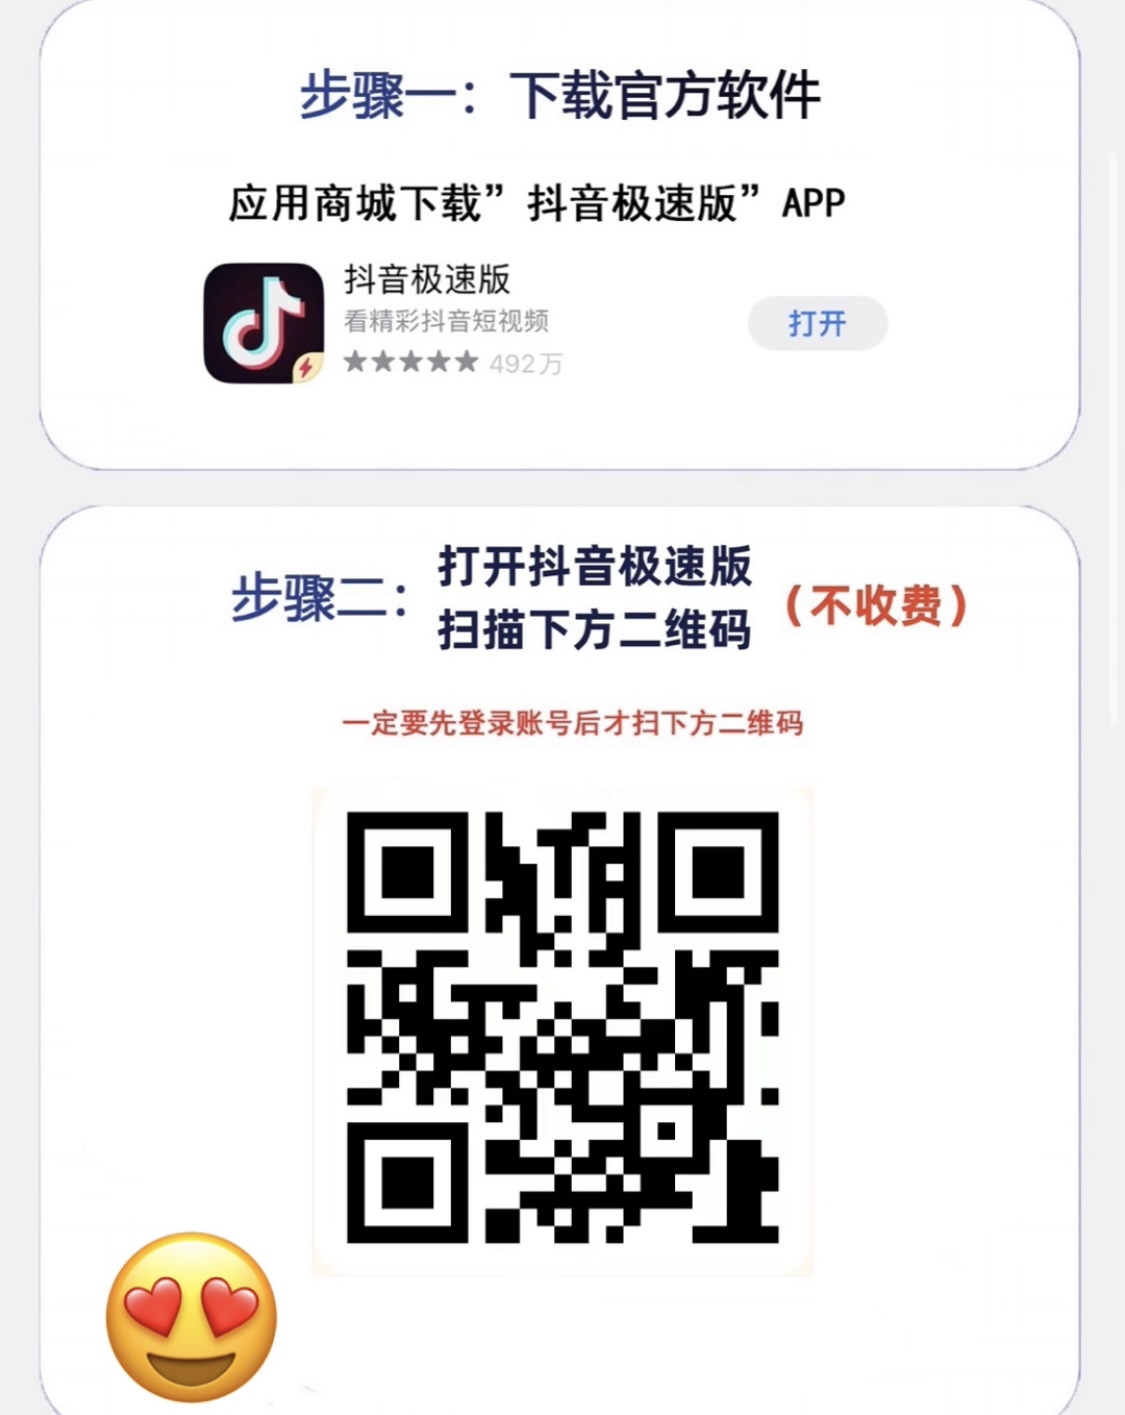 步骤一：下载官方软件
应用商城下载”抖音极速版”APP
抖音极速版
看精彩抖音短视频
★★★★★ 492万
打开
步骤二：
打开抖音极速版
扫描下方二维码
（不收费）
一定要先登录账号后才扫下方二维码